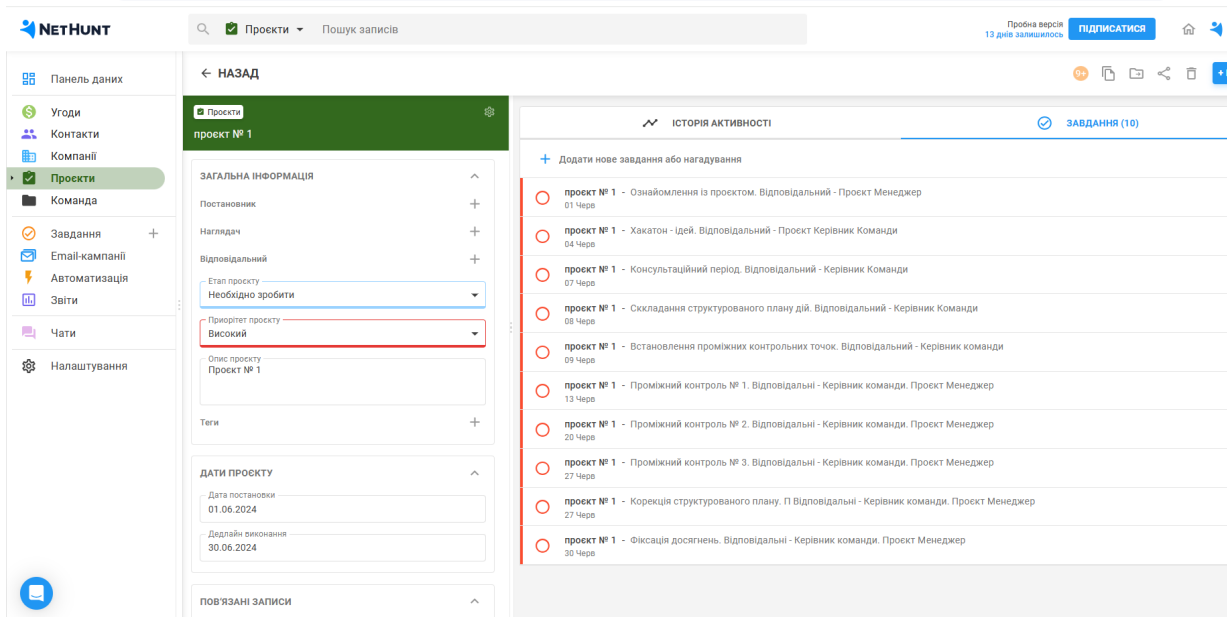 NETHUNT
Проєкти
Пошук записів
Пробна версія
13 днів залишилось
ПІДПИСАТИСЯ
Панель даних
Угоди
Контакти
Компанії
Проєкти
Команда
Завдання
Email-кампанії
Автоматизація
Звіти
Чати
Налаштування
НАЗАД
9+
Проєкти
проєкт № 1
ЗАГАЛЬНА ІНФОРМАЦІЯ
Постановник
Наглядач
Відповідальний
Етап проєкту
Необхідно зробити
Приорітет проєкту
Високий
Опис проєкту
Проєкт № 1
Теги
ДАТИ ПРОЄКТУ
Дата постановки
01.06.2024
Дедлайн виконання
30.06.2024
ПОВ'ЯЗАНІ ЗАПИСИ
ІСТОРІЯ АКТИВНОСТІ
ЗАВДАННЯ (10)
Додати нове завдання або нагадування
проєкт № 1 - Ознайомлення із проєктом. Відповідальний - Проєкт Менеджер
01 Черв
проєкт № 1 - Хакатон - ідей. Відповідальний - Проєкт Керівник Команди
04 Черв
проєкт № 1 - Консультаційний період. Відповідальний - Керівник Команди
07 Черв
проєкт № 1 - Сккладання структурованого плану дій. Відповідальний - Керівник Команди
08 Черв
проєкт № 1 - Встановлення проміжних контрольних точок. Відповідальний - Керівник команди
09 Черв
проєкт № 1 - Проміжний контроль № 1. Відповідальні - Керівник команди. Проєкт Менеджер
13 Черв
проєкт № 1 - Проміжний контроль № 2. Відповідальні - Керівник команди. Проєкт Менеджер
20 Черв
проєкт № 1 - Проміжний контроль № 3. Відповідальні - Керівник команди. Проєкт Менеджер
27 Черв
проєкт № 1 - Корекція структурованого плану. П Відповідальні - Керівник команди. Проєкт Менеджер
27 Черв
проєкт № 1 - Фіксація досягнень. Відповідальні - Керівник команди. Проєкт Менеджер
30 Черв